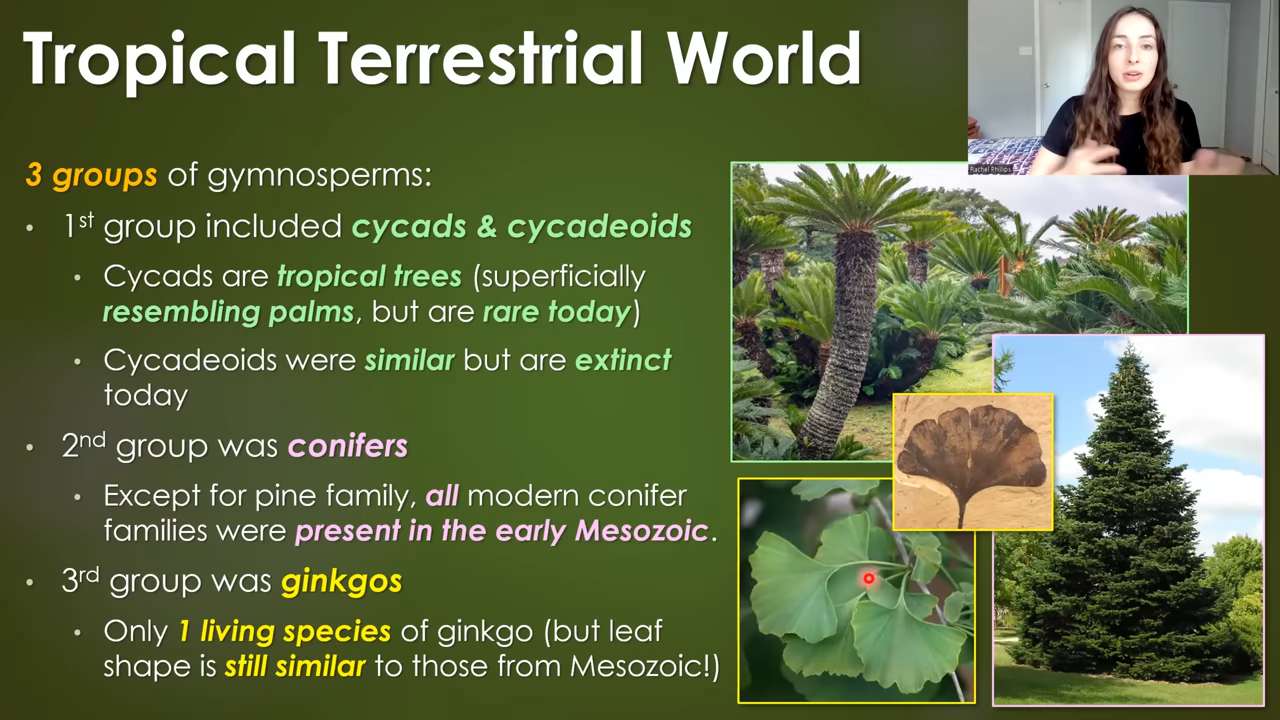 Tropical Terrestrial World
Rachel Phillips
3 groups of gymnosperms:
• 1st group included cycads & cycadeoids
• Cycads are tropical trees (superficially
resembling palms, but are rare today)
• Cycadeoids were similar but are extinct
today
• 2nd group was conifers
• Except for pine family, all modern conifer
families were present in the early Mesozoic.
• 3rd group was ginkgos
• Only 1 living species of ginkgo (but leaf
shape is still similar to those from Mesozoic!)